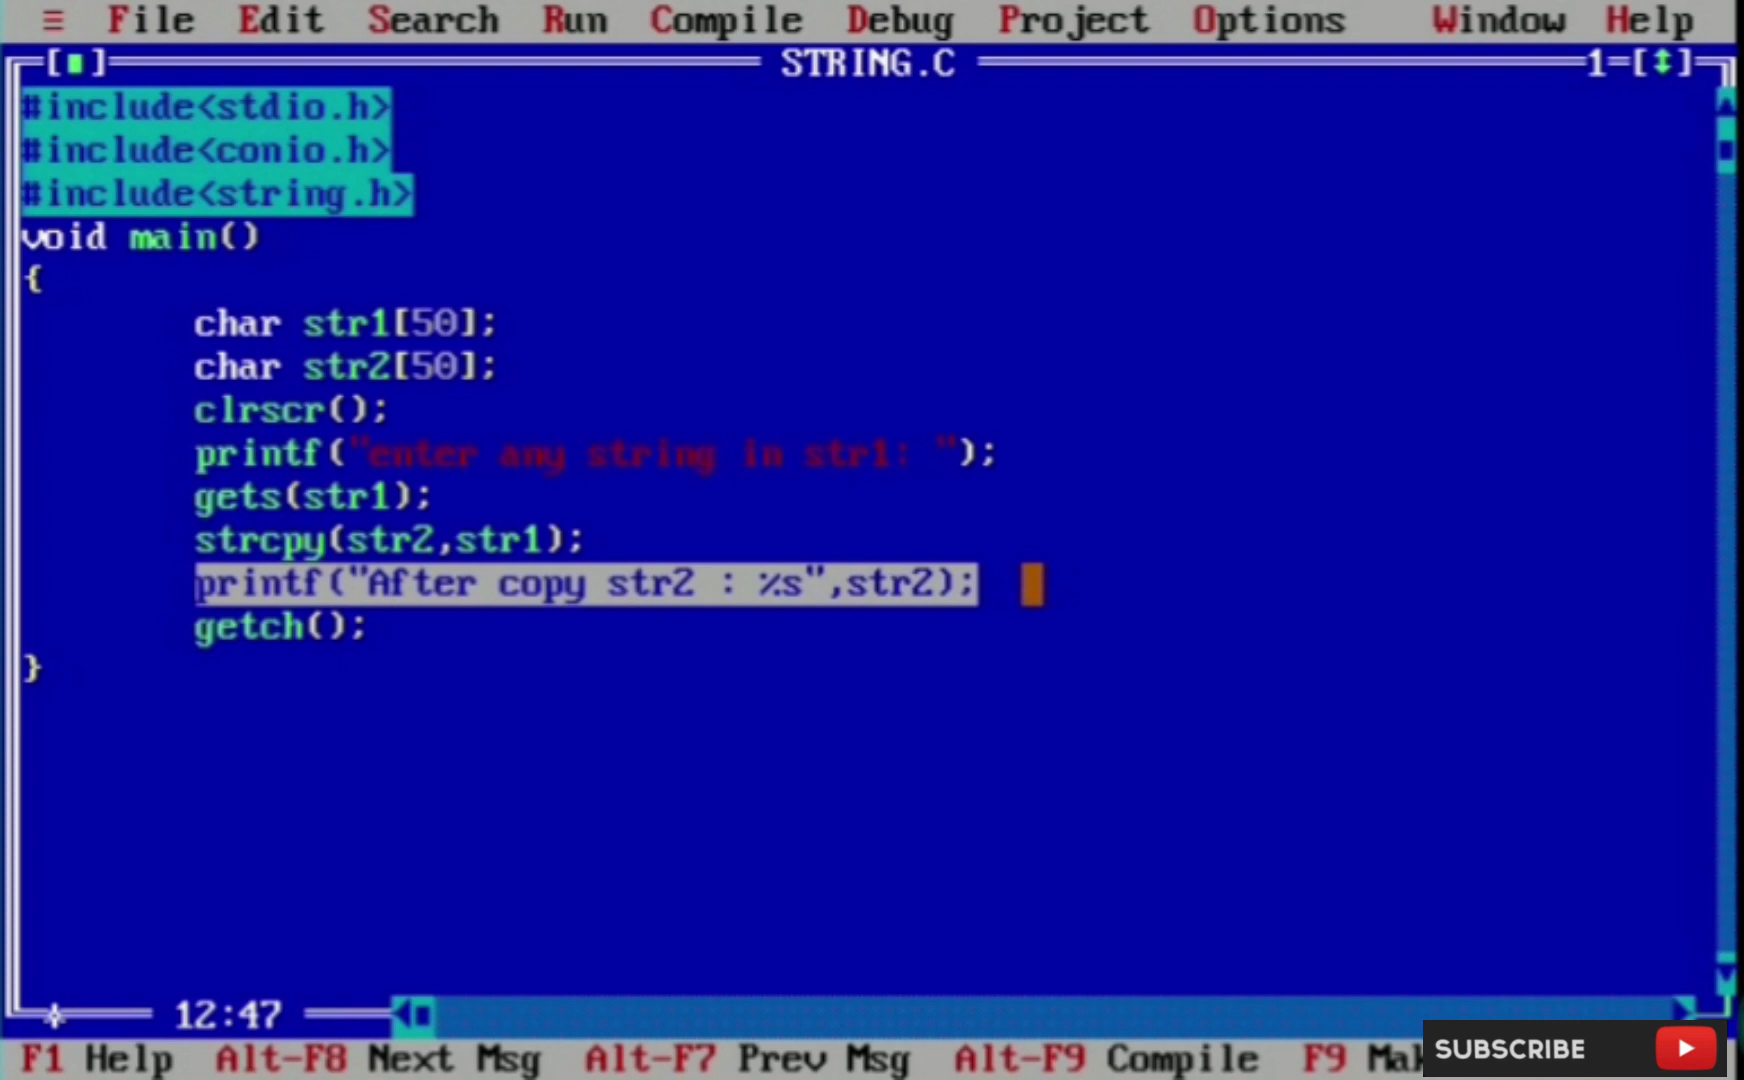 ≡ File Edit Search Run Compile Debug Project Options Window Help
[■] STRING.C 1=[↕]
#include<stdio.h>
#include<conio.h>
#include<string.h>
void main()
{
char str1[50];
char str2[50];
clrscr();
printf("enter any string in str1: ");
gets(str1);
strcpy(str2,str1);
printf("After copy str2 : %s",str2);
getch();
}
12:47
F1 Help Alt-F8 Next Msg Alt-F7 Prev Msg Alt-F9 Compile F9
SUBSCRIBE